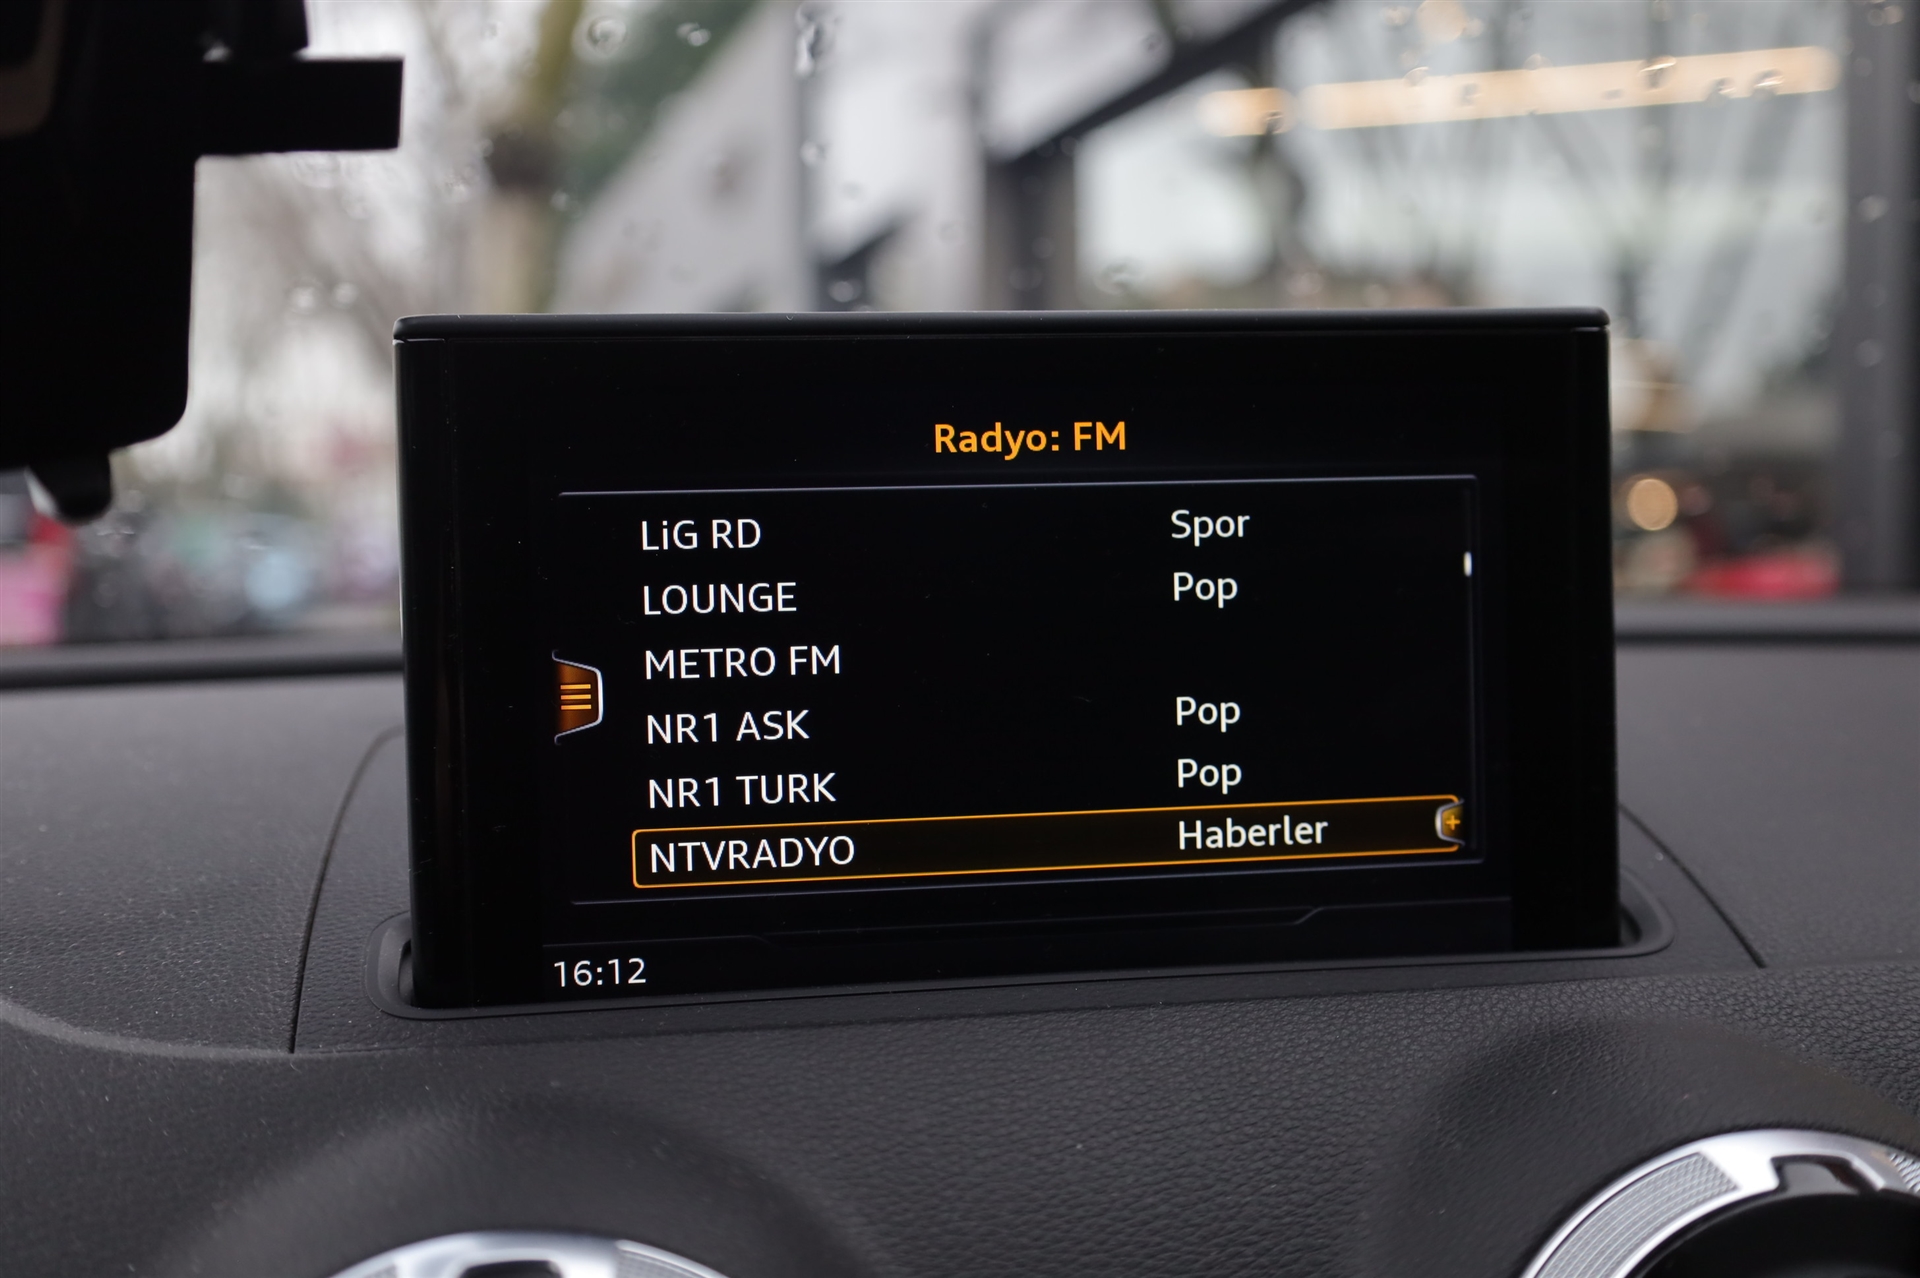 Radyo: FM
LiG RD Spor
LOUNGE Pop
METRO FM
NR1 ASK Pop
NR1 TURK Pop
NTVRADYO Haberler
16:12